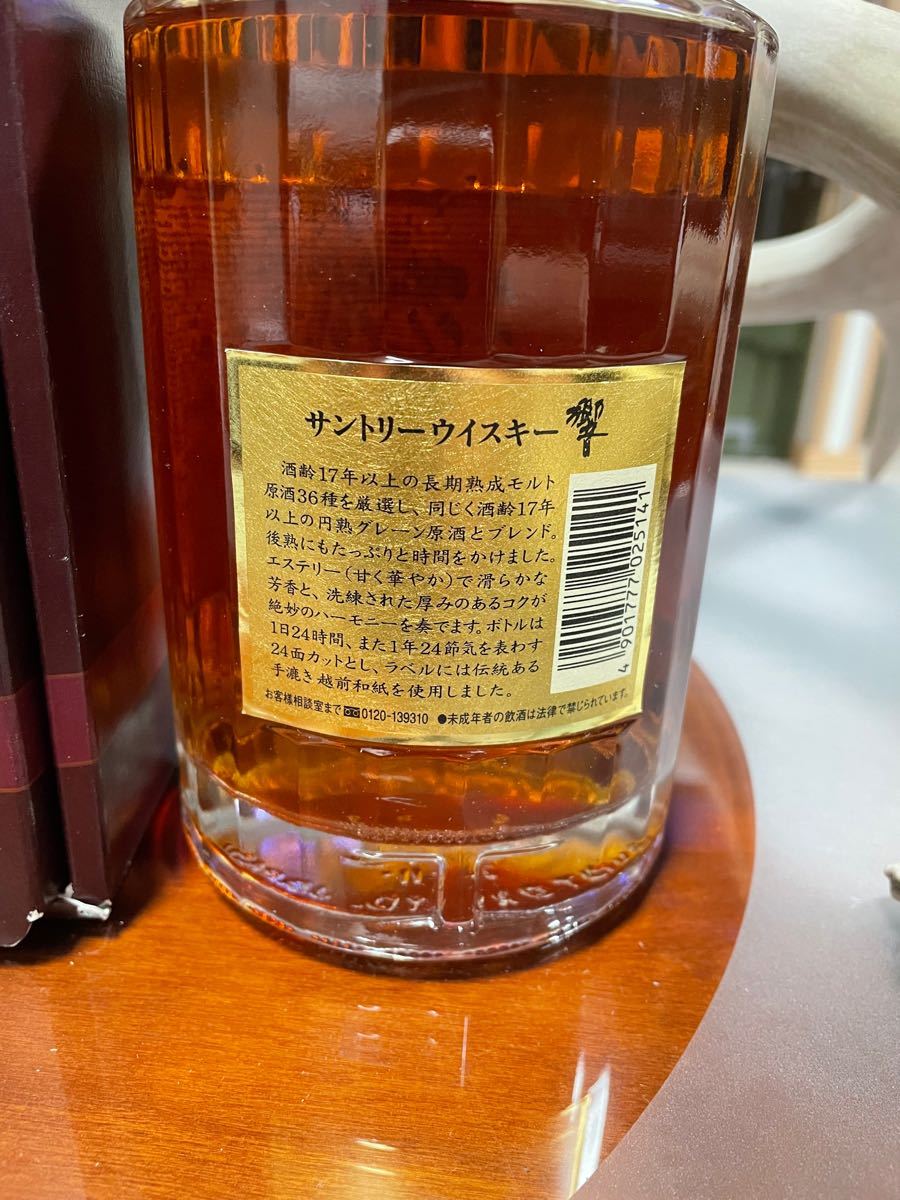 サントリーウイスキー 響
酒齢17年以上の長期熟成モルト
原酒36種を厳選し、同じく酒齢17年
以上の円熟グレーン原酒とブレンド。
後熟にもたっぷりと時間をかけました。
エステリー(甘く華やか)で滑らかな
芳香と、洗練された厚みのあるコクが
絶妙のハーモニーを奏でます。ボトルは
1日24時間、また1年24節気を表わす
24面カットとし、ラベルには伝統ある
手漉き越前和紙を使用しました。
お客様相談室まで 0120-139310 ●未成年者の飲酒は法律で禁じられています。
4 901777 025141